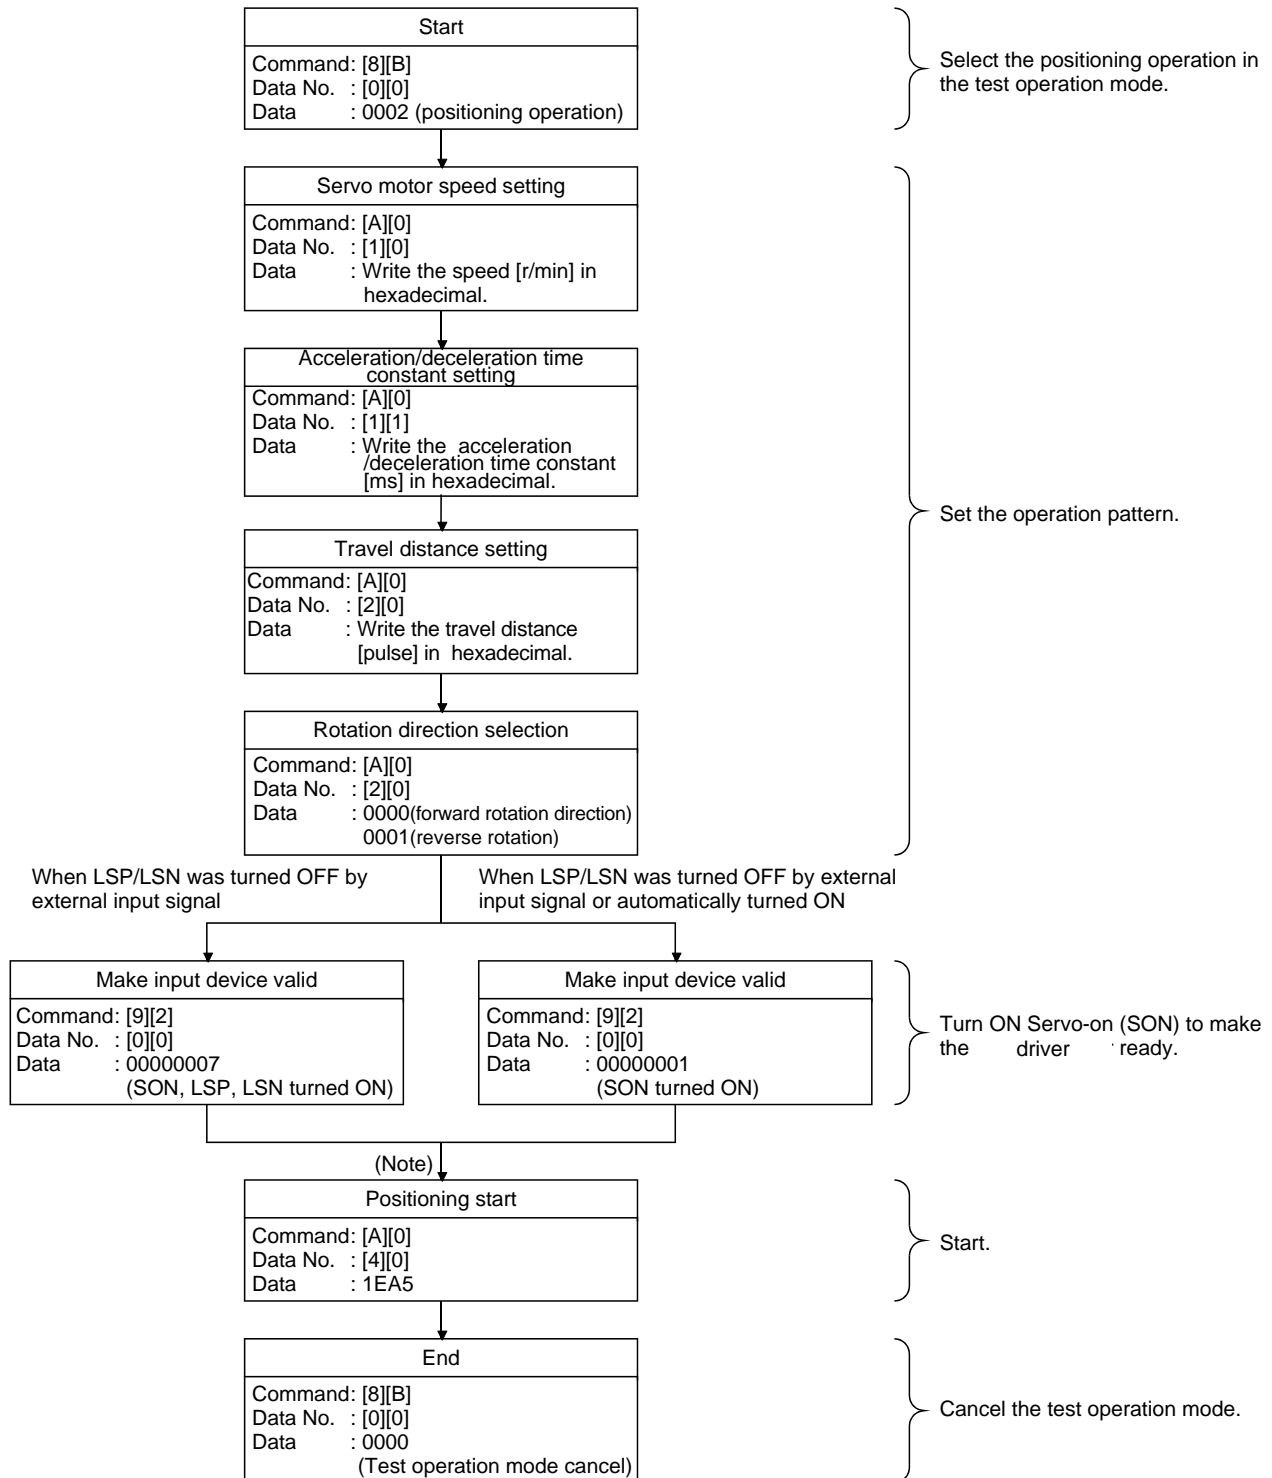 Start
Command: [8][B]
Data No. : [0][0]
Data : 0002 (positioning operation)
Select the positioning operation in
the test operation mode.
Servo motor speed setting
Command: [A][0]
Data No. : [1][0]
Data : Write the speed [r/min] in
hexadecimal.
Acceleration/deceleration time
constant setting
Command: [A][0]
Data No. : [1][1]
Data : Write the acceleration
/deceleration time constant
[ms] in hexadecimal.
Set the operation pattern.
Travel distance setting
Command: [A][0]
Data No. : [2][0]
Data : Write the travel distance
[pulse] in hexadecimal.
Rotation direction selection
Command: [A][0]
Data No. : [2][0]
Data : 0000(forward rotation direction)
0001(reverse rotation)
When LSP/LSN was turned OFF by
external input signal
When LSP/LSN was turned OFF by external
input signal or automatically turned ON
Make input device valid
Command: [9][2]
Data No. : [0][0]
Data : 00000007
(SON, LSP, LSN turned ON)
Make input device valid
Command: [9][2]
Data No. : [0][0]
Data : 00000001
(SON turned ON)
Turn ON Servo-on (SON) to make
the driver ready.
(Note)
Positioning start
Command: [A][0]
Data No. : [4][0]
Data : 1EA5
Start.
End
Command: [8][B]
Data No. : [0][0]
Data : 0000
(Test operation mode cancel)
Cancel the test operation mode.